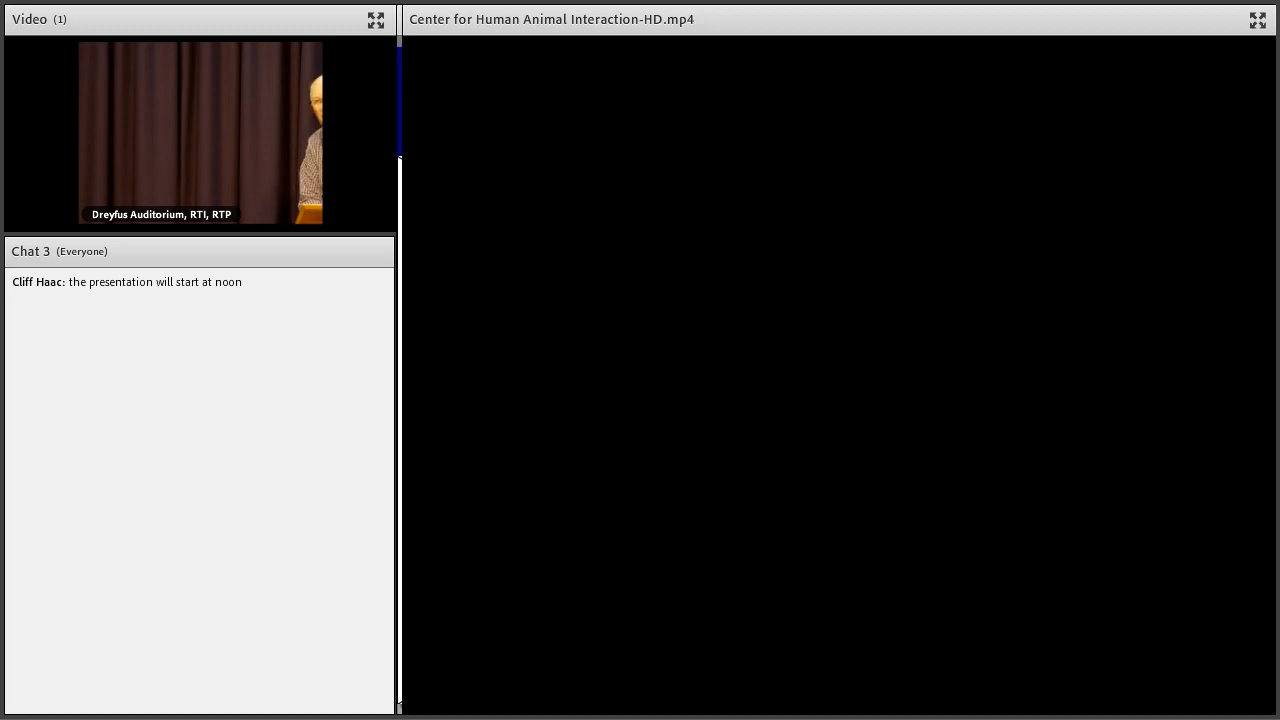 Video (1)
Center for Human Animal Interaction-HD.mp4
Dreyfus Auditorium, RTI, RTP
Chat 3 (Everyone)
Cliff Haac: the presentation will start at noon